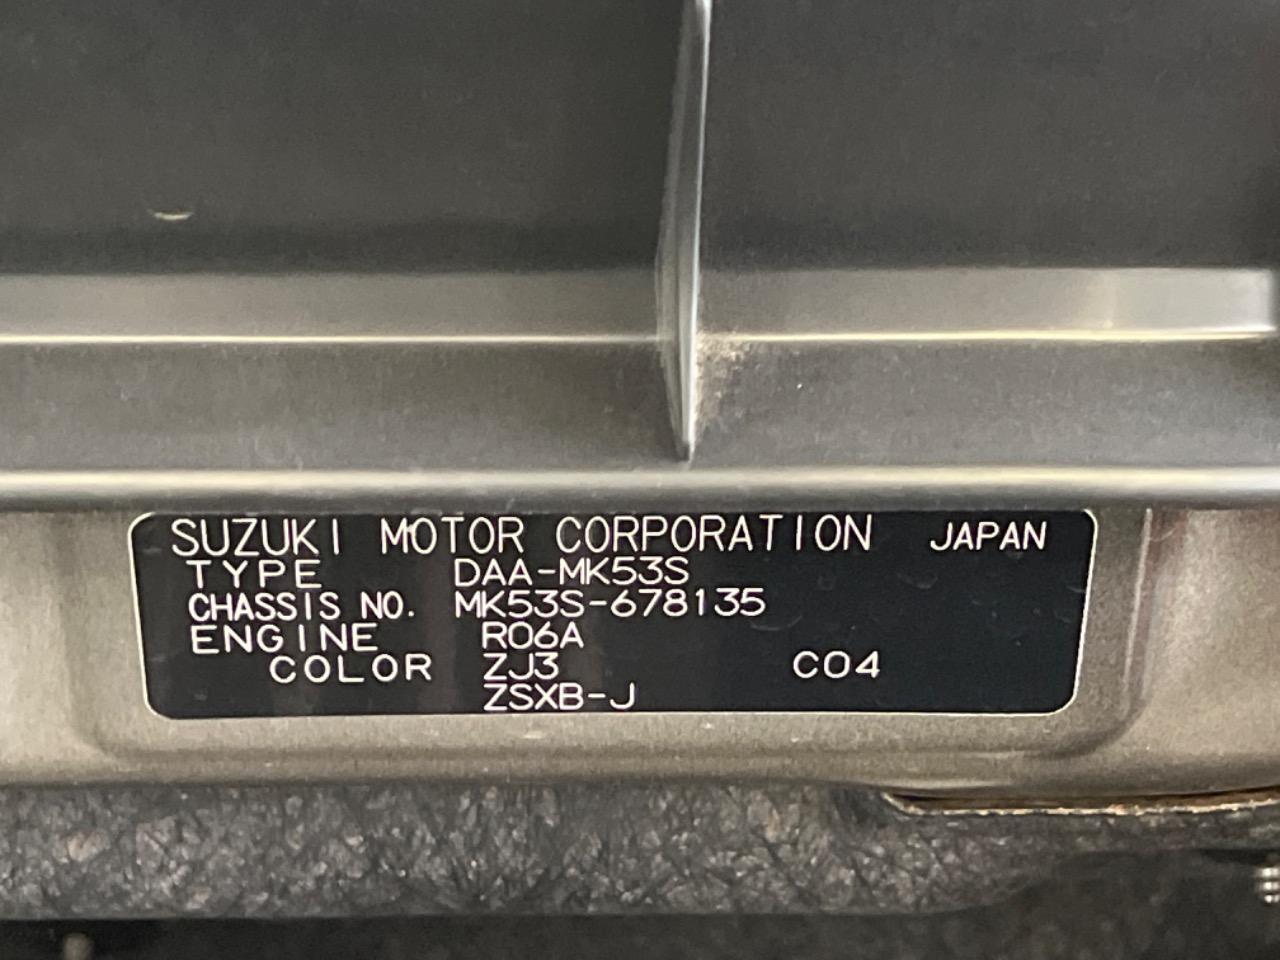 SUZUKI MOTOR CORPORATION JAPAN
TYPE DAA-MK53S
CHASSIS NO. MK53S-678135
ENGINE R06A
COLOR ZJ3 C04
ZSXB-J